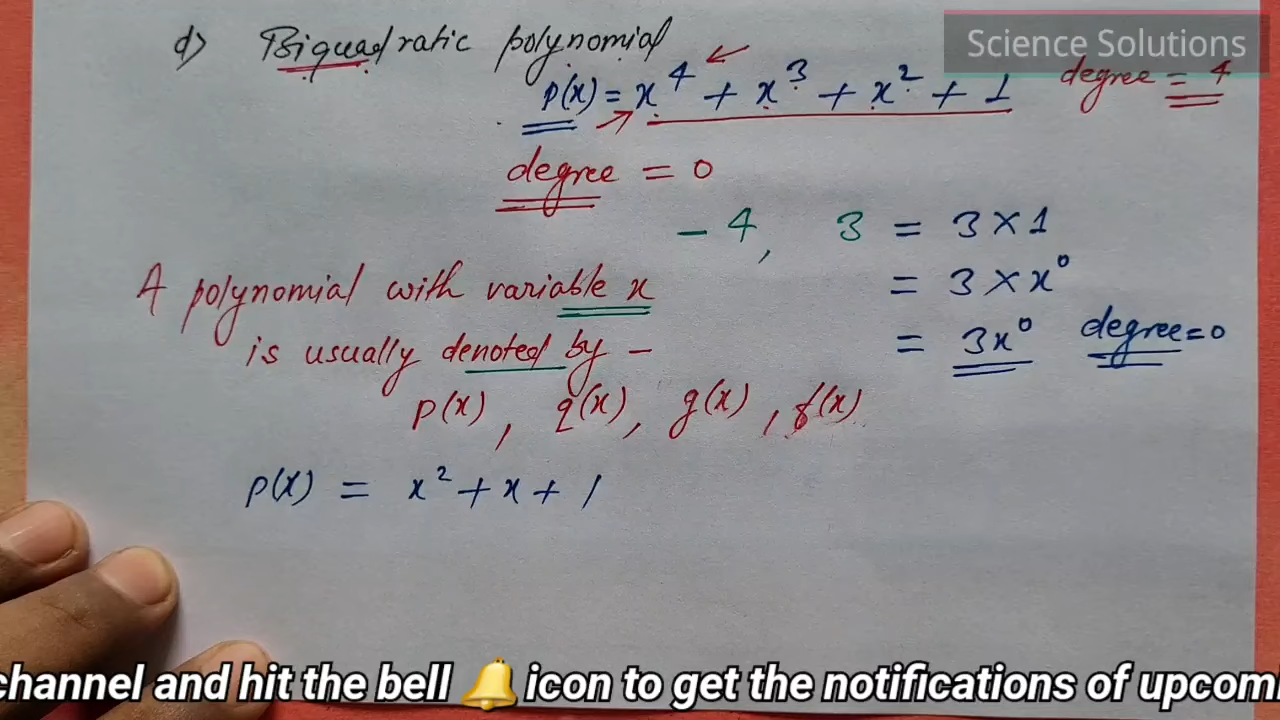 Science Solutions
d) Biquadratic polynomial
p(x) = x⁴ + x³ + x² + 1 degree = 4
degree = 0
- 4, 3 = 3 × 1
= 3 × x⁰
= 3x⁰ degree = 0
A polynomial with variable x
is usually denoted by –
p(x), q(x), g(x), f(x)
p(x) = x² + x + 1
channel and hit the bell 🔔 icon to get the notifications of upcomi